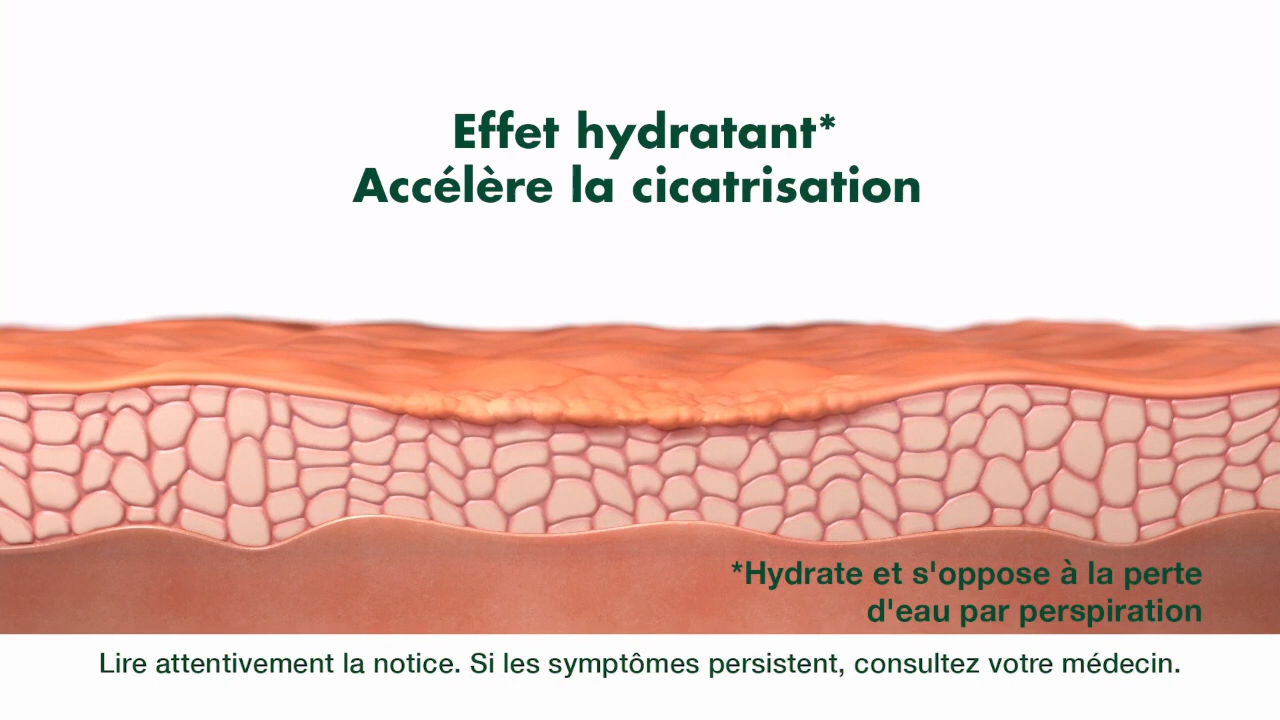 Effet hydratant*
Accélère la cicatrisation
*Hydrate et s'oppose à la perte
d'eau par perspiration
Lire attentivement la notice. Si les symptômes persistent, consultez votre médecin.